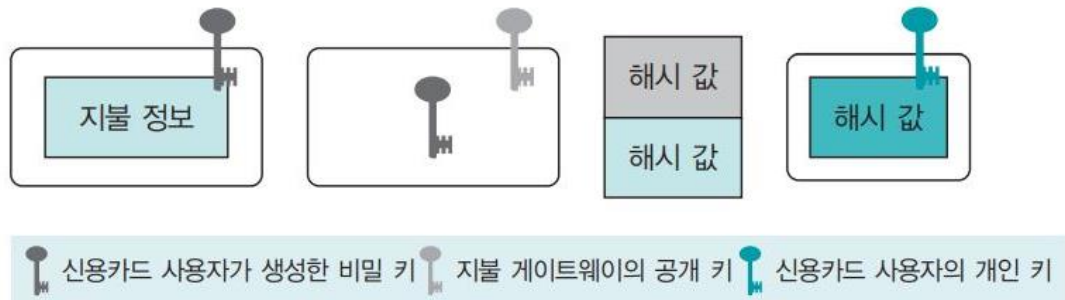 지불 정보
해시 값
해시 값
해시 값
신용카드 사용자가 생성한 비밀 키
지불 게이트웨이의 공개 키
신용카드 사용자의 개인 키